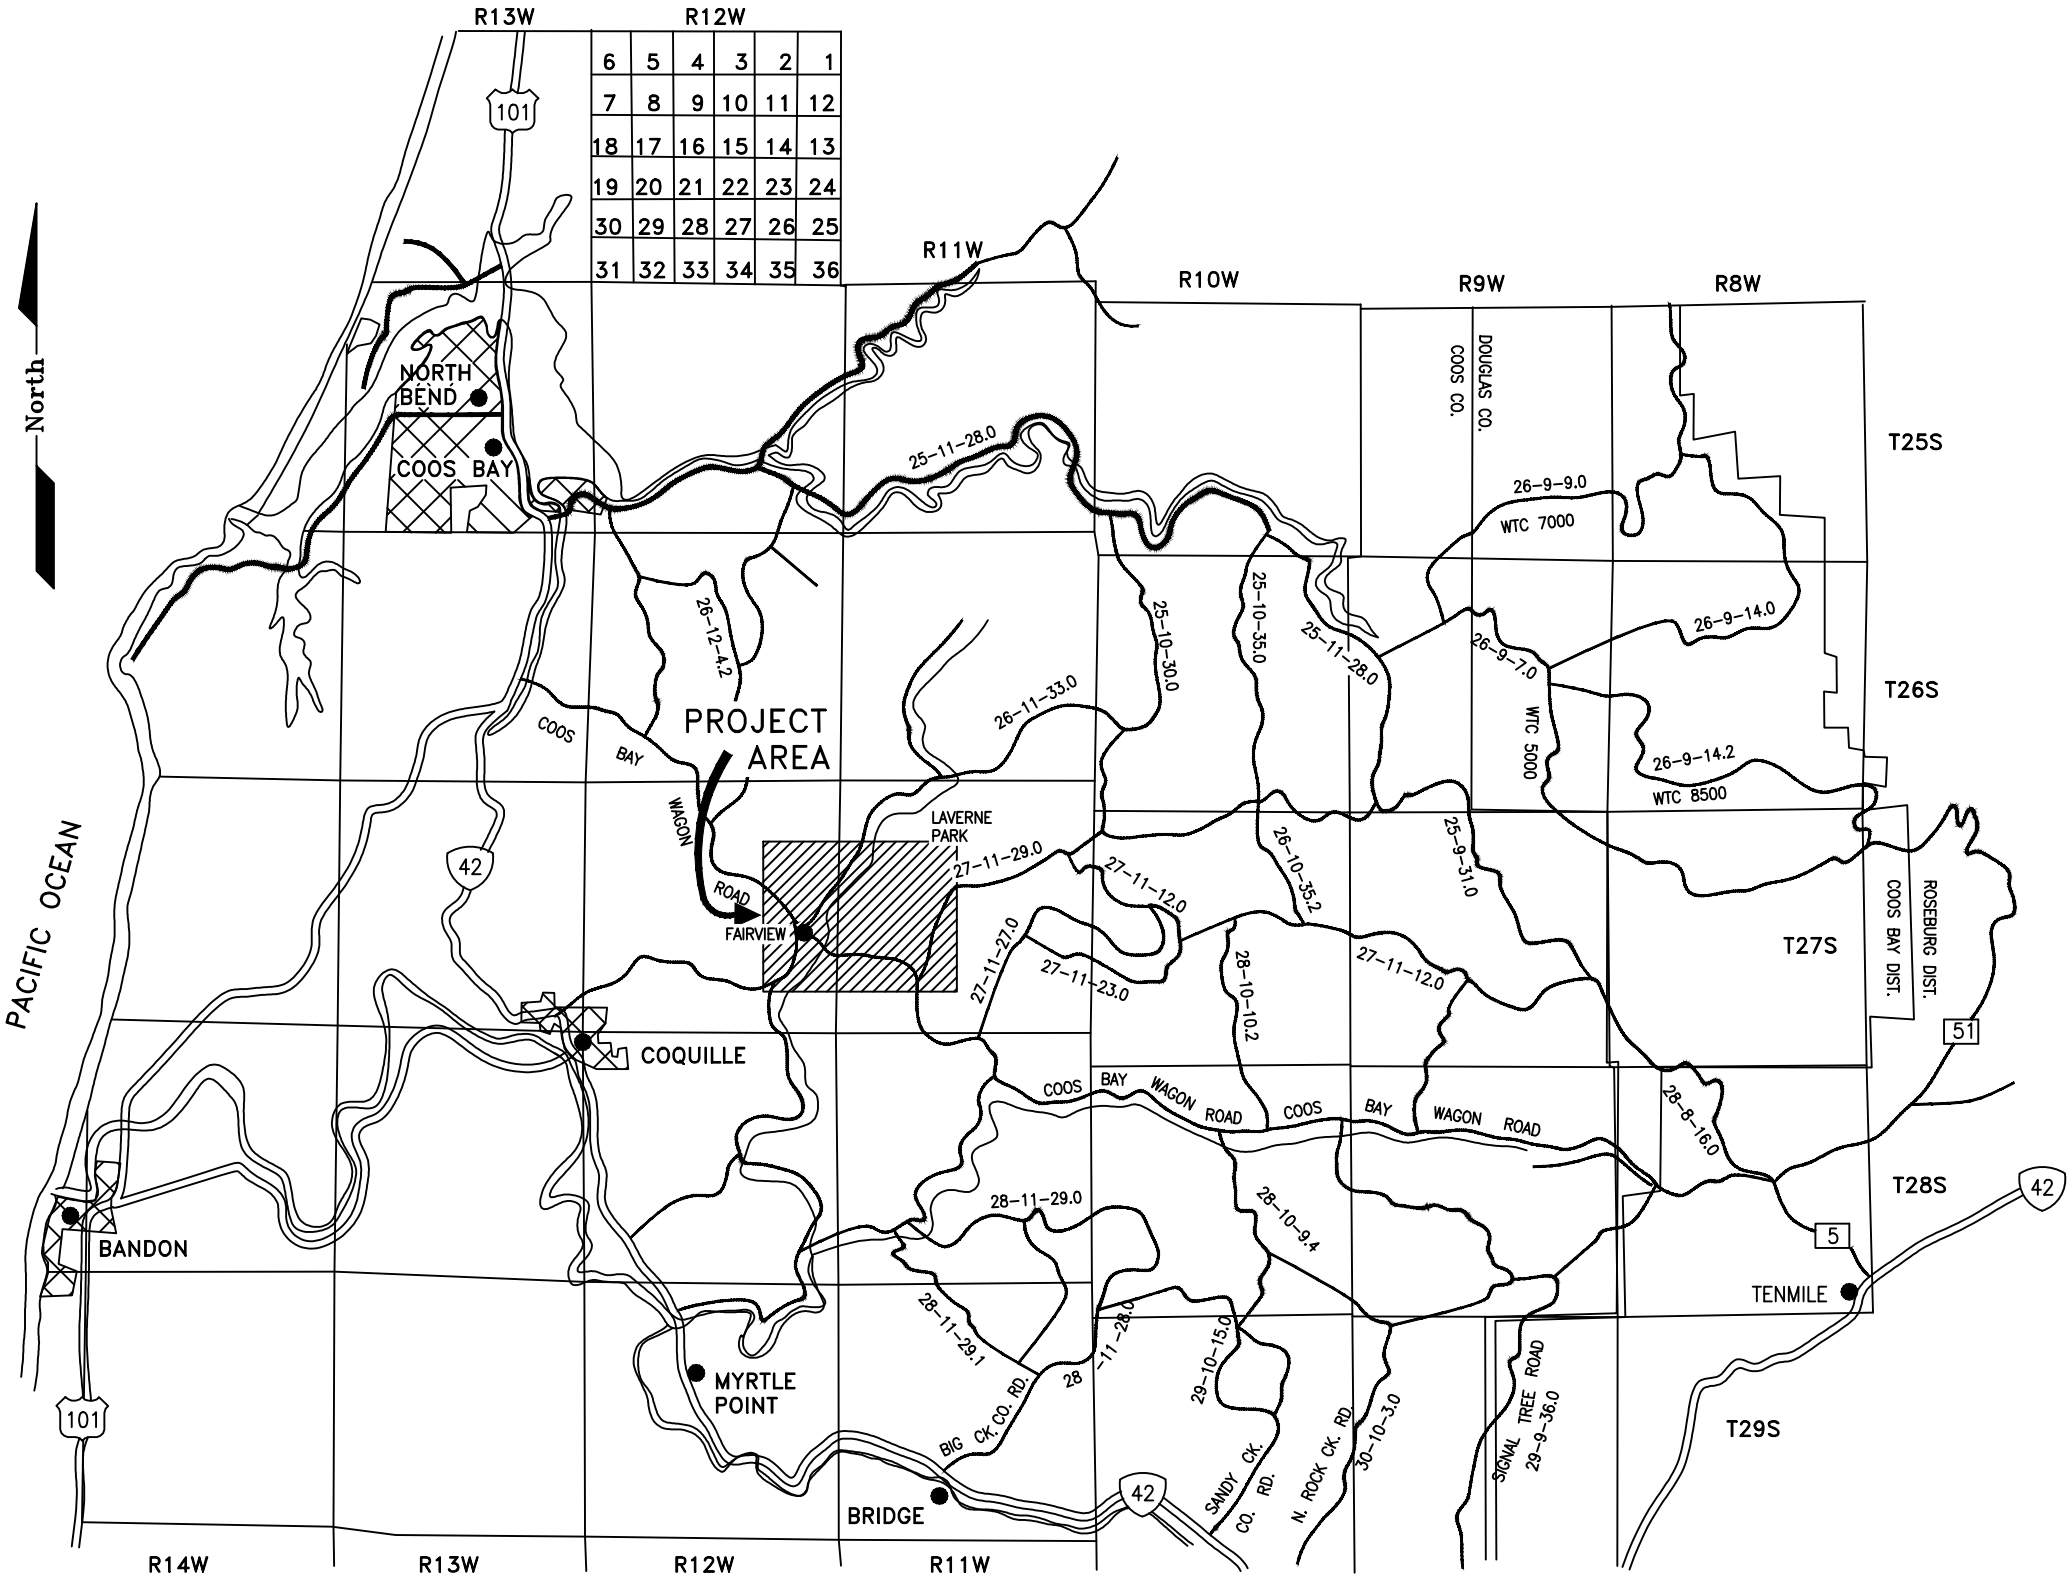 R13W
R12W
6 5 4 3 2 1
7 8 9 10 11 12
18 17 16 15 14 13
19 20 21 22 23 24
30 29 28 27 26 25
31 32 33 34 35 36
101
R11W
R10W
R9W
R8W
North
NORTH
BEND
COOS BAY
25-11-28.0
DOUGLAS CO.
COOS CO.
T25S
26-9-9.0
WTC 7000
26-12-4.2
25-10-30.0
25-10-35.0
25-11-28.0
26-9-7.0
26-9-14.0
T26S
26-11-33.0
COOS
BAY
WAGON
ROAD
PROJECT
AREA
WTC 5000
26-9-14.2
WTC 8500
PACIFIC OCEAN
42
LAVERNE
PARK
27-11-29.0
27-11-12.0
26-10-35.2
25-9-31.0
FAIRVIEW
27-11-27.0
27-11-23.0
28-10-10.2
27-11-12.0
T27S
COOS BAY DIST.
ROSEBURG DIST.
51
COQUILLE
COOS BAY WAGON ROAD
COOS BAY WAGON ROAD
28-8-16.0
T28S
42
5
TENMILE
BANDON
28-11-29.0
28-10-9.4
28-11-29.1
28
-11-28.0
29-10-15.0
MYRTLE
POINT
101
BIG CK. CO. RD.
SANDY CK.
CO. RD.
N. ROCK CK. RD.
30-10-3.0
SIGNAL TREE ROAD
29-9-36.0
T29S
BRIDGE
42
R14W
R13W
R12W
R11W